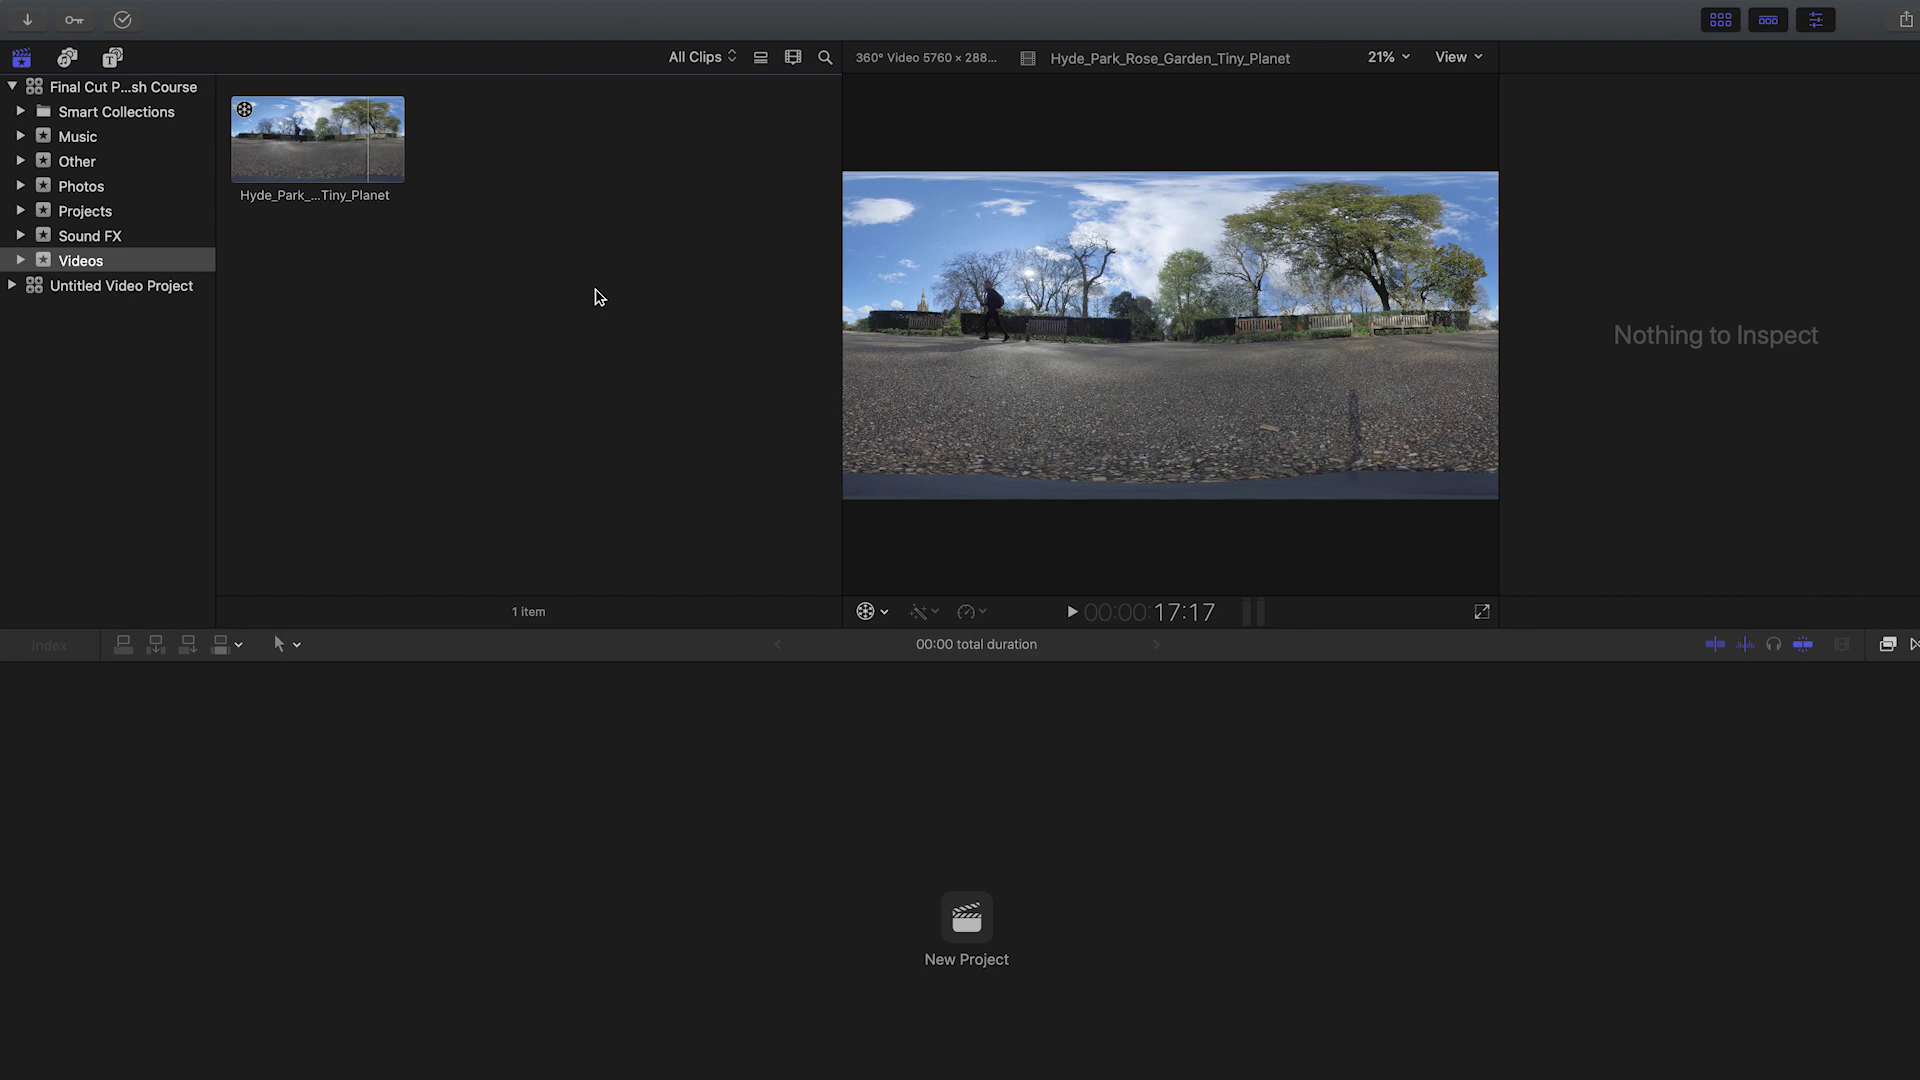 All Clips
360° Video 5760 × 288...
Hyde_Park_Rose_Garden_Tiny_Planet
21%
View
Final Cut P...sh Course
Smart Collections
Music
Other
Photos
Projects
Sound FX
Videos
Untitled Video Project
Hyde_Park_...Tiny_Planet
Nothing to Inspect
1 item
00:00:17:17
Index
00:00 total duration
New Project